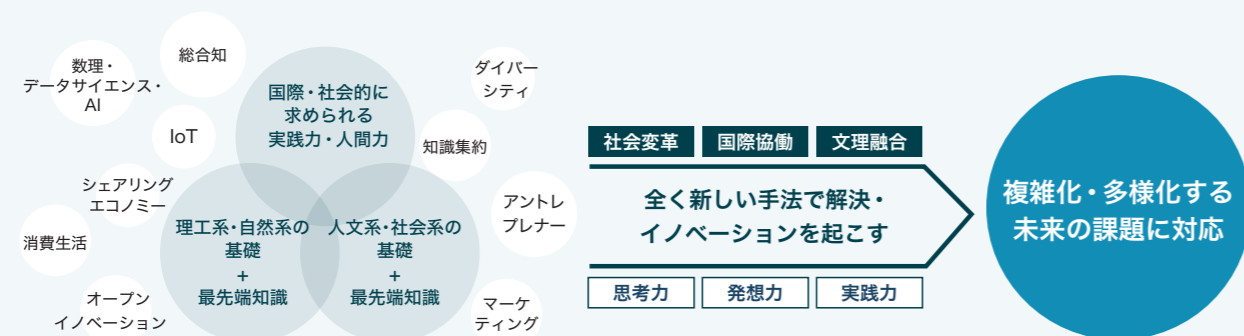 総合知
数理・
データサイエンス・
AI
IoT
シェアリング
エコノミー
消費生活
オープン
イノベーション
国際・社会的に
求められる
実践力・人間力
理工系・自然系の
基礎
+
最先端知識
人文系・社会系の
基礎
+
最先端知識
ダイバー
シティ
知識集約
アントレ
プレナー
マーケ
ティング
社会変革
国際協働
文理融合
全く新しい手法で解決・
イノベーションを起こす
思考力
発想力
実践力
複雑化・多様化する
未来の課題に対応